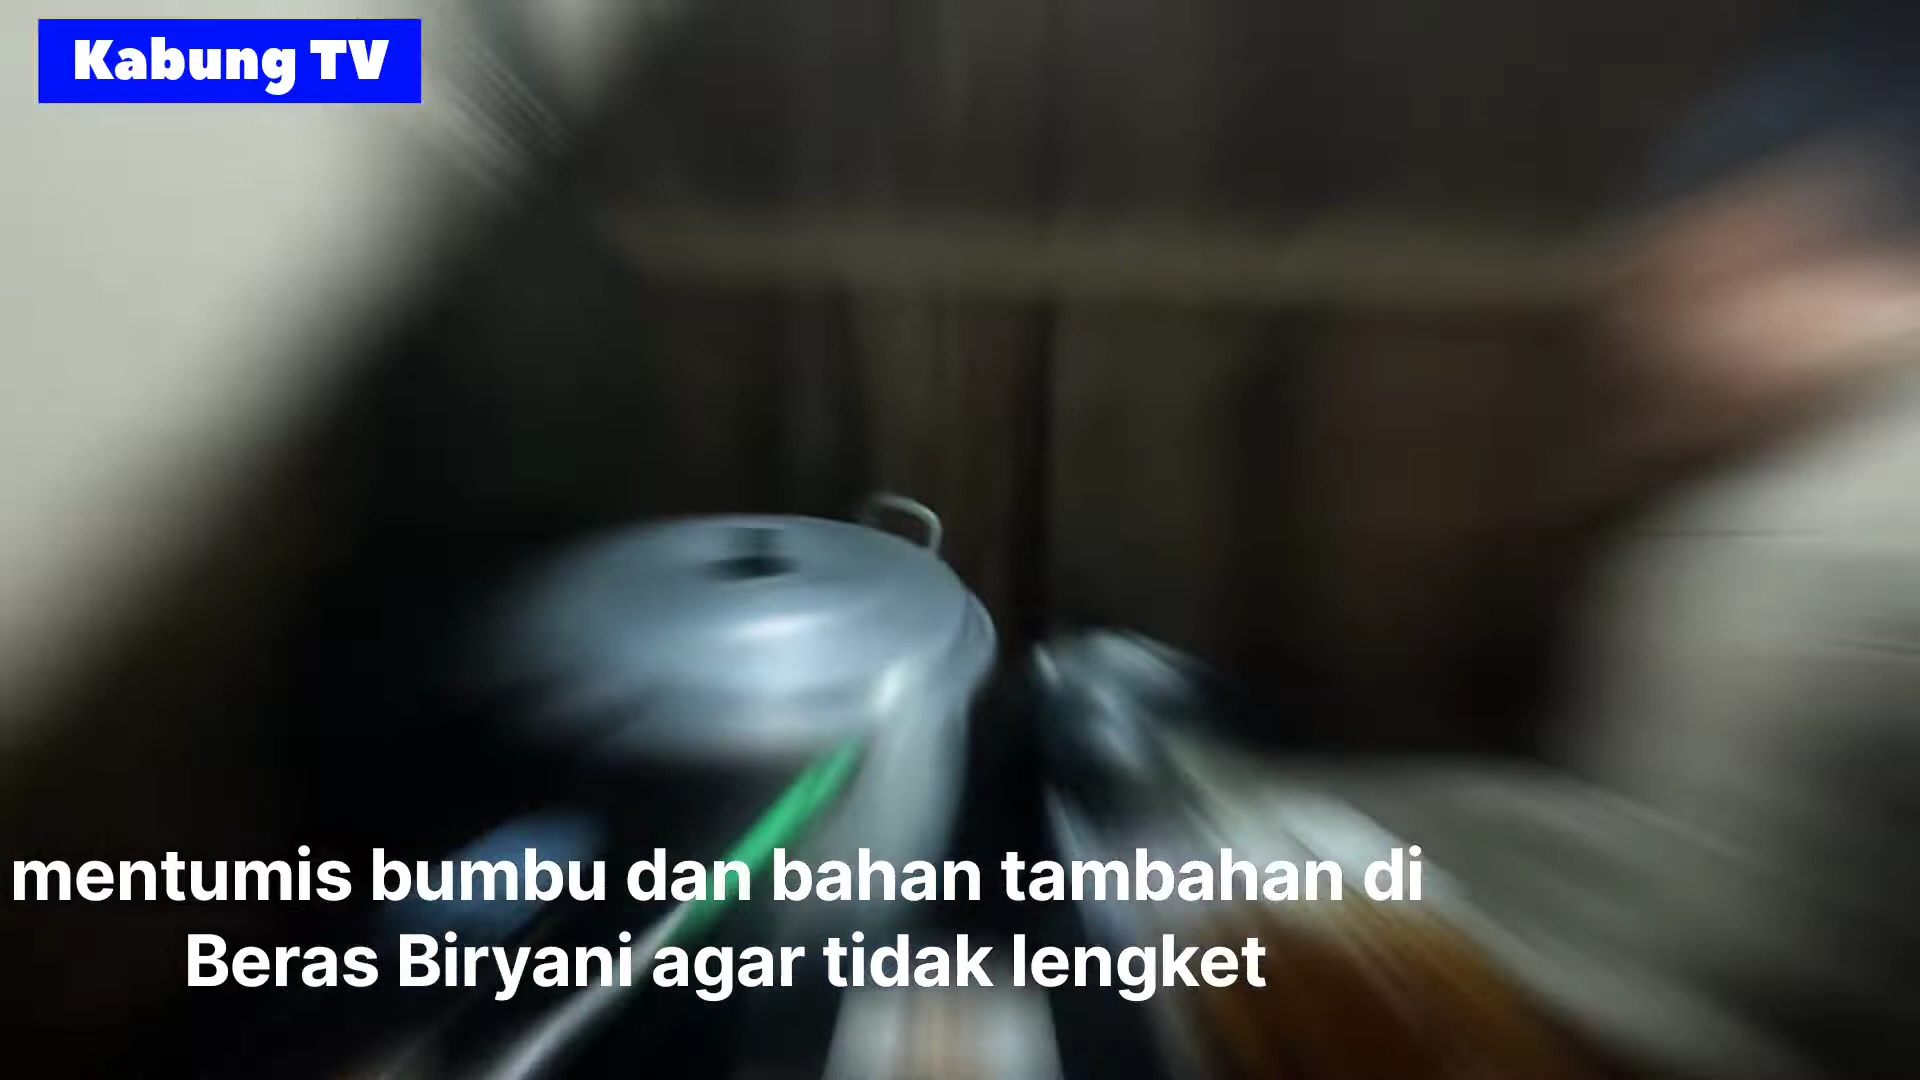 Kabung TV
mentumis bumbu dan bahan tambahan di
Beras Biryani agar tidak lengket